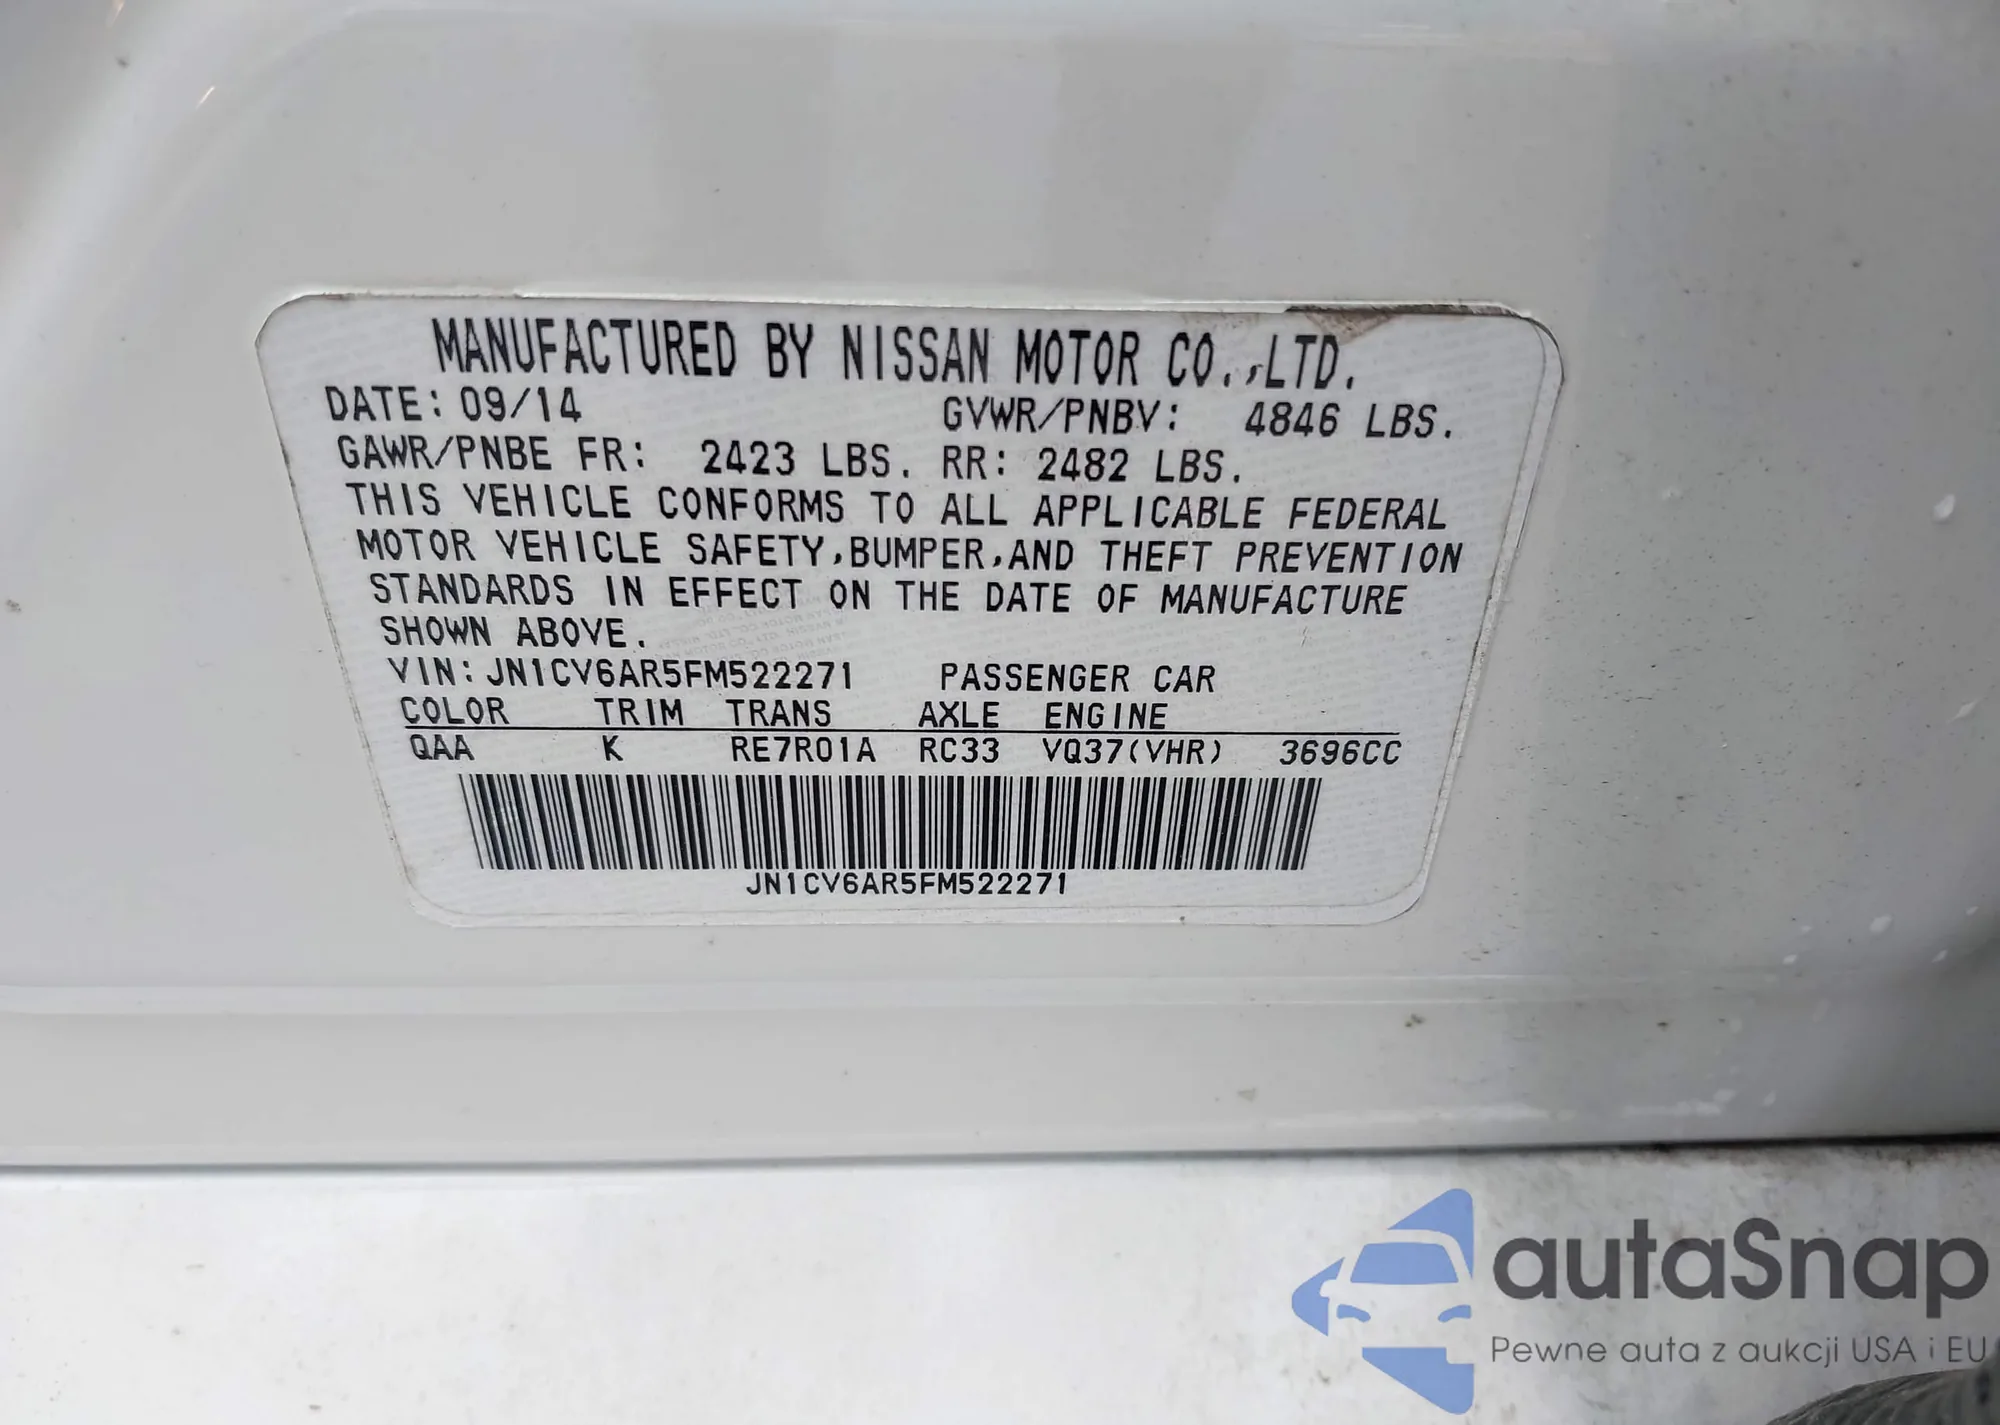 MANUFACTURED BY NISSAN MOTOR CO.,LTD.
DATE: 09/14 GVWR/PNBV: 4846 LBS.
GAWR/PNBE FR: 2423 LBS. RR: 2482 LBS.
THIS VEHICLE CONFORMS TO ALL APPLICABLE FEDERAL
MOTOR VEHICLE SAFETY,BUMPER,AND THEFT PREVENTION
STANDARDS IN EFFECT ON THE DATE OF MANUFACTURE
SHOWN ABOVE.
VIN:JN1CV6AR5FM522271 PASSENGER CAR
COLOR TRIM TRANS AXLE ENGINE
QAA K RE7R01A RC33 VQ37(VHR) 3696CC
JN1CV6AR5FM522271
autaSnap
Pewne auta z aukcji USA i EU